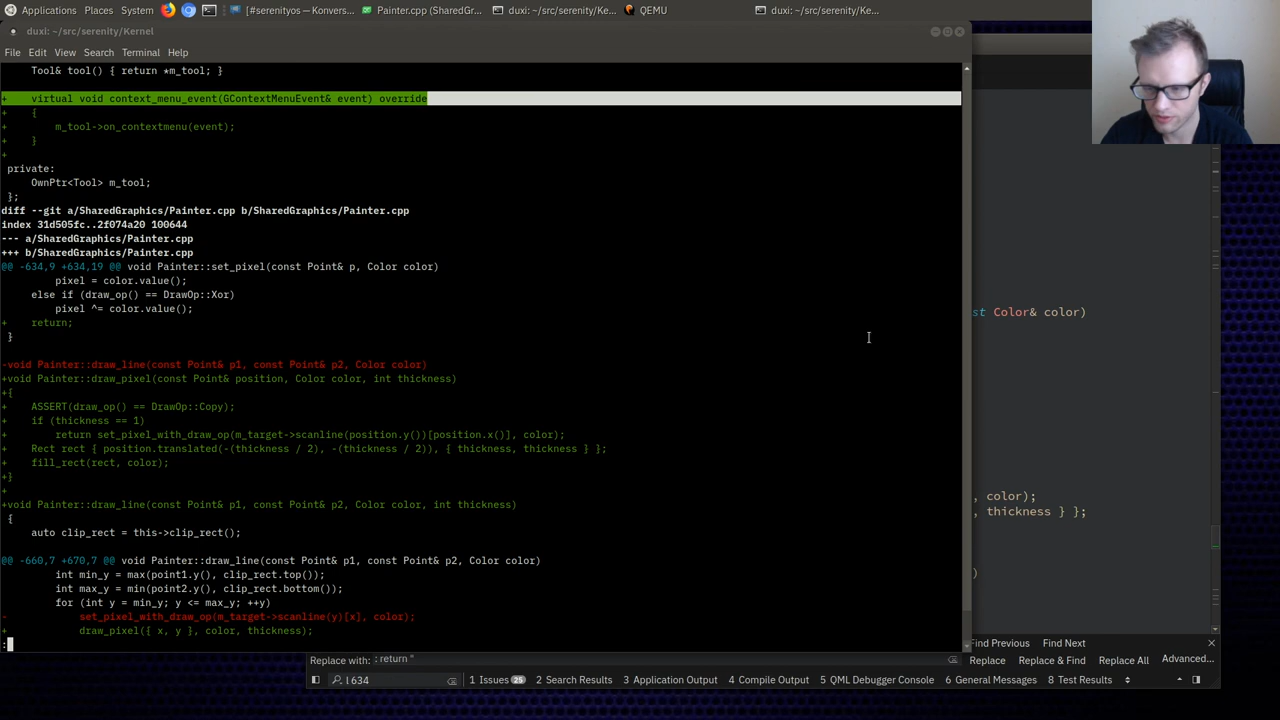 Applications Places System [#serenityos — Konvers... Painter.cpp (SharedGr... duxi: ~/src/serenity/Ke... QEMU duxi: ~/src/serenity/Ke...
duxi: ~/src/serenity/Kernel
File Edit View Search Terminal Help
Tool& tool() { return *m_tool; }
+ virtual void context_menu_event(GContextMenuEvent& event) override
+ {
+ m_tool->on_contextmenu(event);
+ }
+
private:
OwnPtr<Tool> m_tool;
};
diff --git a/SharedGraphics/Painter.cpp b/SharedGraphics/Painter.cpp
index 31d505fc..2f074a20 100644
--- a/SharedGraphics/Painter.cpp
+++ b/SharedGraphics/Painter.cpp
@@ -634,9 +634,19 @@ void Painter::set_pixel(const Point& p, Color color)
pixel = color.value();
else if (draw_op() == DrawOp::Xor)
pixel ^= color.value();
+ return;
}
-void Painter::draw_line(const Point& p1, const Point& p2, Color color)
+void Painter::draw_pixel(const Point& position, Color color, int thickness)
+{
+ ASSERT(draw_op() == DrawOp::Copy);
+ if (thickness == 1)
+ return set_pixel_with_draw_op(m_target->scanline(position.y())[position.x()], color);
+ Rect rect { position.translated(-(thickness / 2), -(thickness / 2)), { thickness, thickness } };
+ fill_rect(rect, color);
+}
+
+void Painter::draw_line(const Point& p1, const Point& p2, Color color, int thickness)
{
auto clip_rect = this->clip_rect();
@@ -660,7 +670,7 @@ void Painter::draw_line(const Point& p1, const Point& p2, Color color)
int min_y = max(point1.y(), clip_rect.top());
int max_y = min(point2.y(), clip_rect.bottom());
for (int y = min_y; y <= max_y; ++y)
- set_pixel_with_draw_op(m_target->scanline(y)[x], color);
+ draw_pixel({ x, y }, color, thickness);
:
st Color& color)
, color);
, thickness } };
)
Find Previous Find Next
Replace with: : return " Replace Replace & Find Replace All Advanced...
l 634 1 Issues 25 2 Search Results 3 Application Output 4 Compile Output 5 QML Debugger Console 6 General Messages 8 Test Results